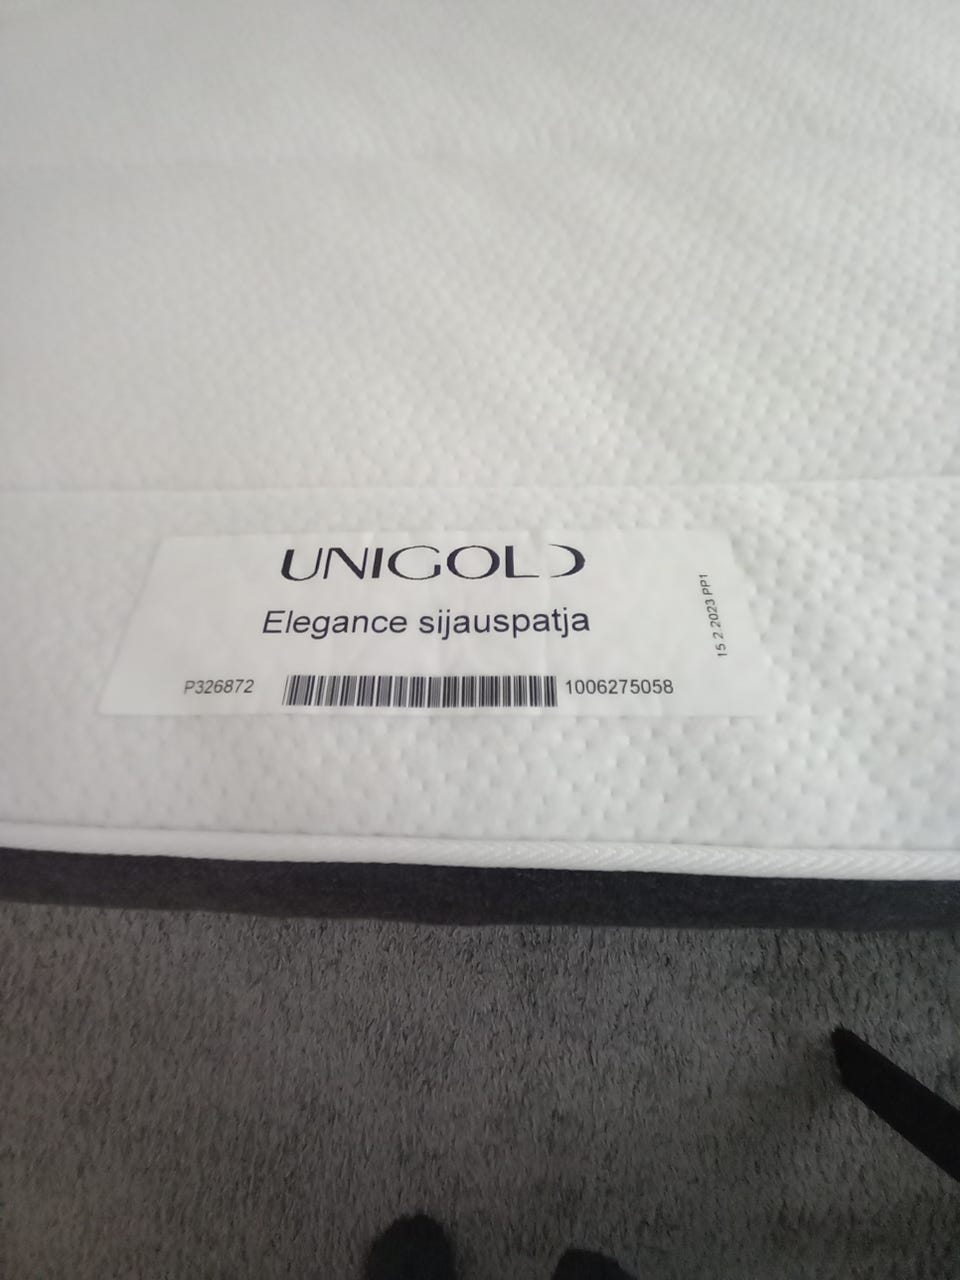 UNIGOLD
Elegance sijauspatja
P326872 1006275058
15 2.2023 PP1